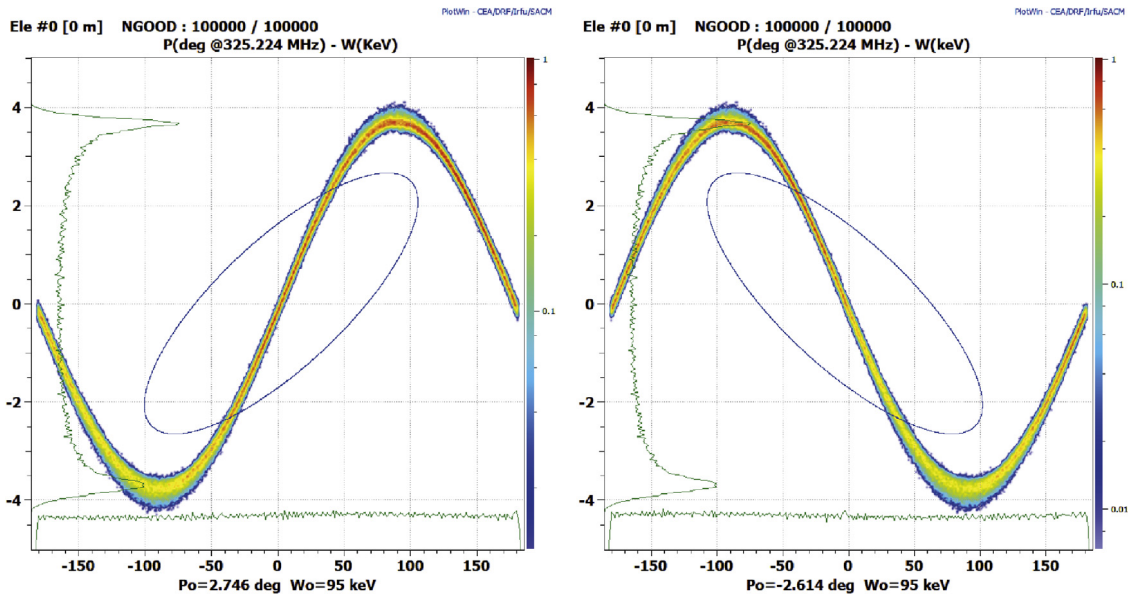 PlotWin - CEA/DRF/Irfu/SACM
Ele #0 [0 m] NGOOD : 100000 / 100000
P(deg @325.224 MHz) - W(KeV)
1
4
2
0
0.1
-2
-4
-150 -100 -50 0 50 100 150
Po=2.746 deg Wo=95 keV
PlotWin - CEA/DRF/Irfu/SACM
Ele #0 [0 m] NGOOD : 100000 / 100000
P(deg @325.224 MHz) - W(keV)
1
4
2
0.1
0
-2
-4
0.01
-150 -100 -50 0 50 100 150
Po=-2.614 deg Wo=95 keV